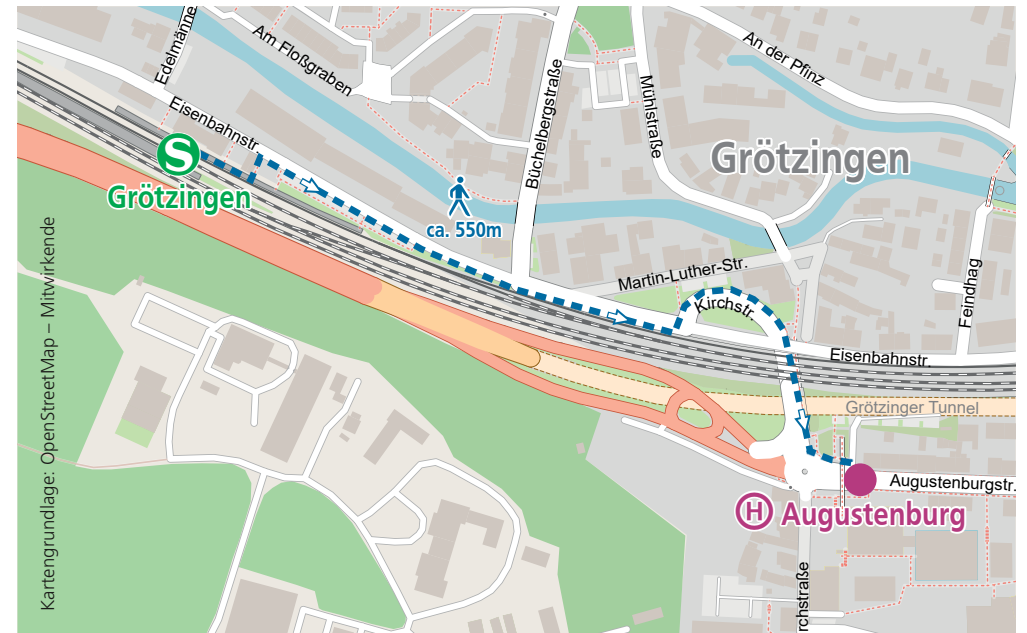 Edelmänne
Am Floßgraben
Büchelbergstraße
Mühlstraße
An der Pfinz
Eisenbahnstr.
S
Grötzingen
Grötzingen
ca. 550m
Martin-Luther-Str.
Kirchstr.
Feindhag
Eisenbahnstr.
Grötzinger Tunnel
Augustenburgstr.
H Augustenburg
rchstraße
Kartengrundlage: OpenStreetMap – Mitwirkende